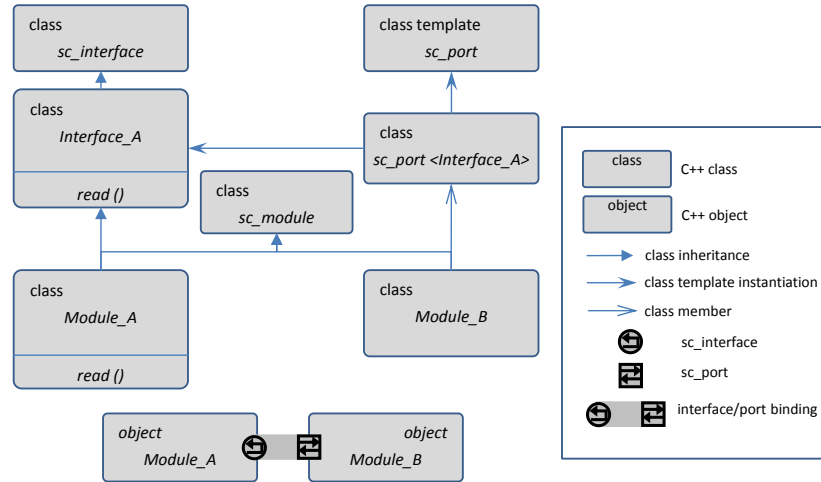 class
sc_interface
class template
sc_port
class
Interface_A
read ()
class
sc_port <Interface_A>
class
sc_module
class
Module_A
read ()
class
Module_B
object
Module_A
object
Module_B
class
C++ class
object
C++ object
class inheritance
class template instantiation
class member
sc_interface
sc_port
interface/port binding